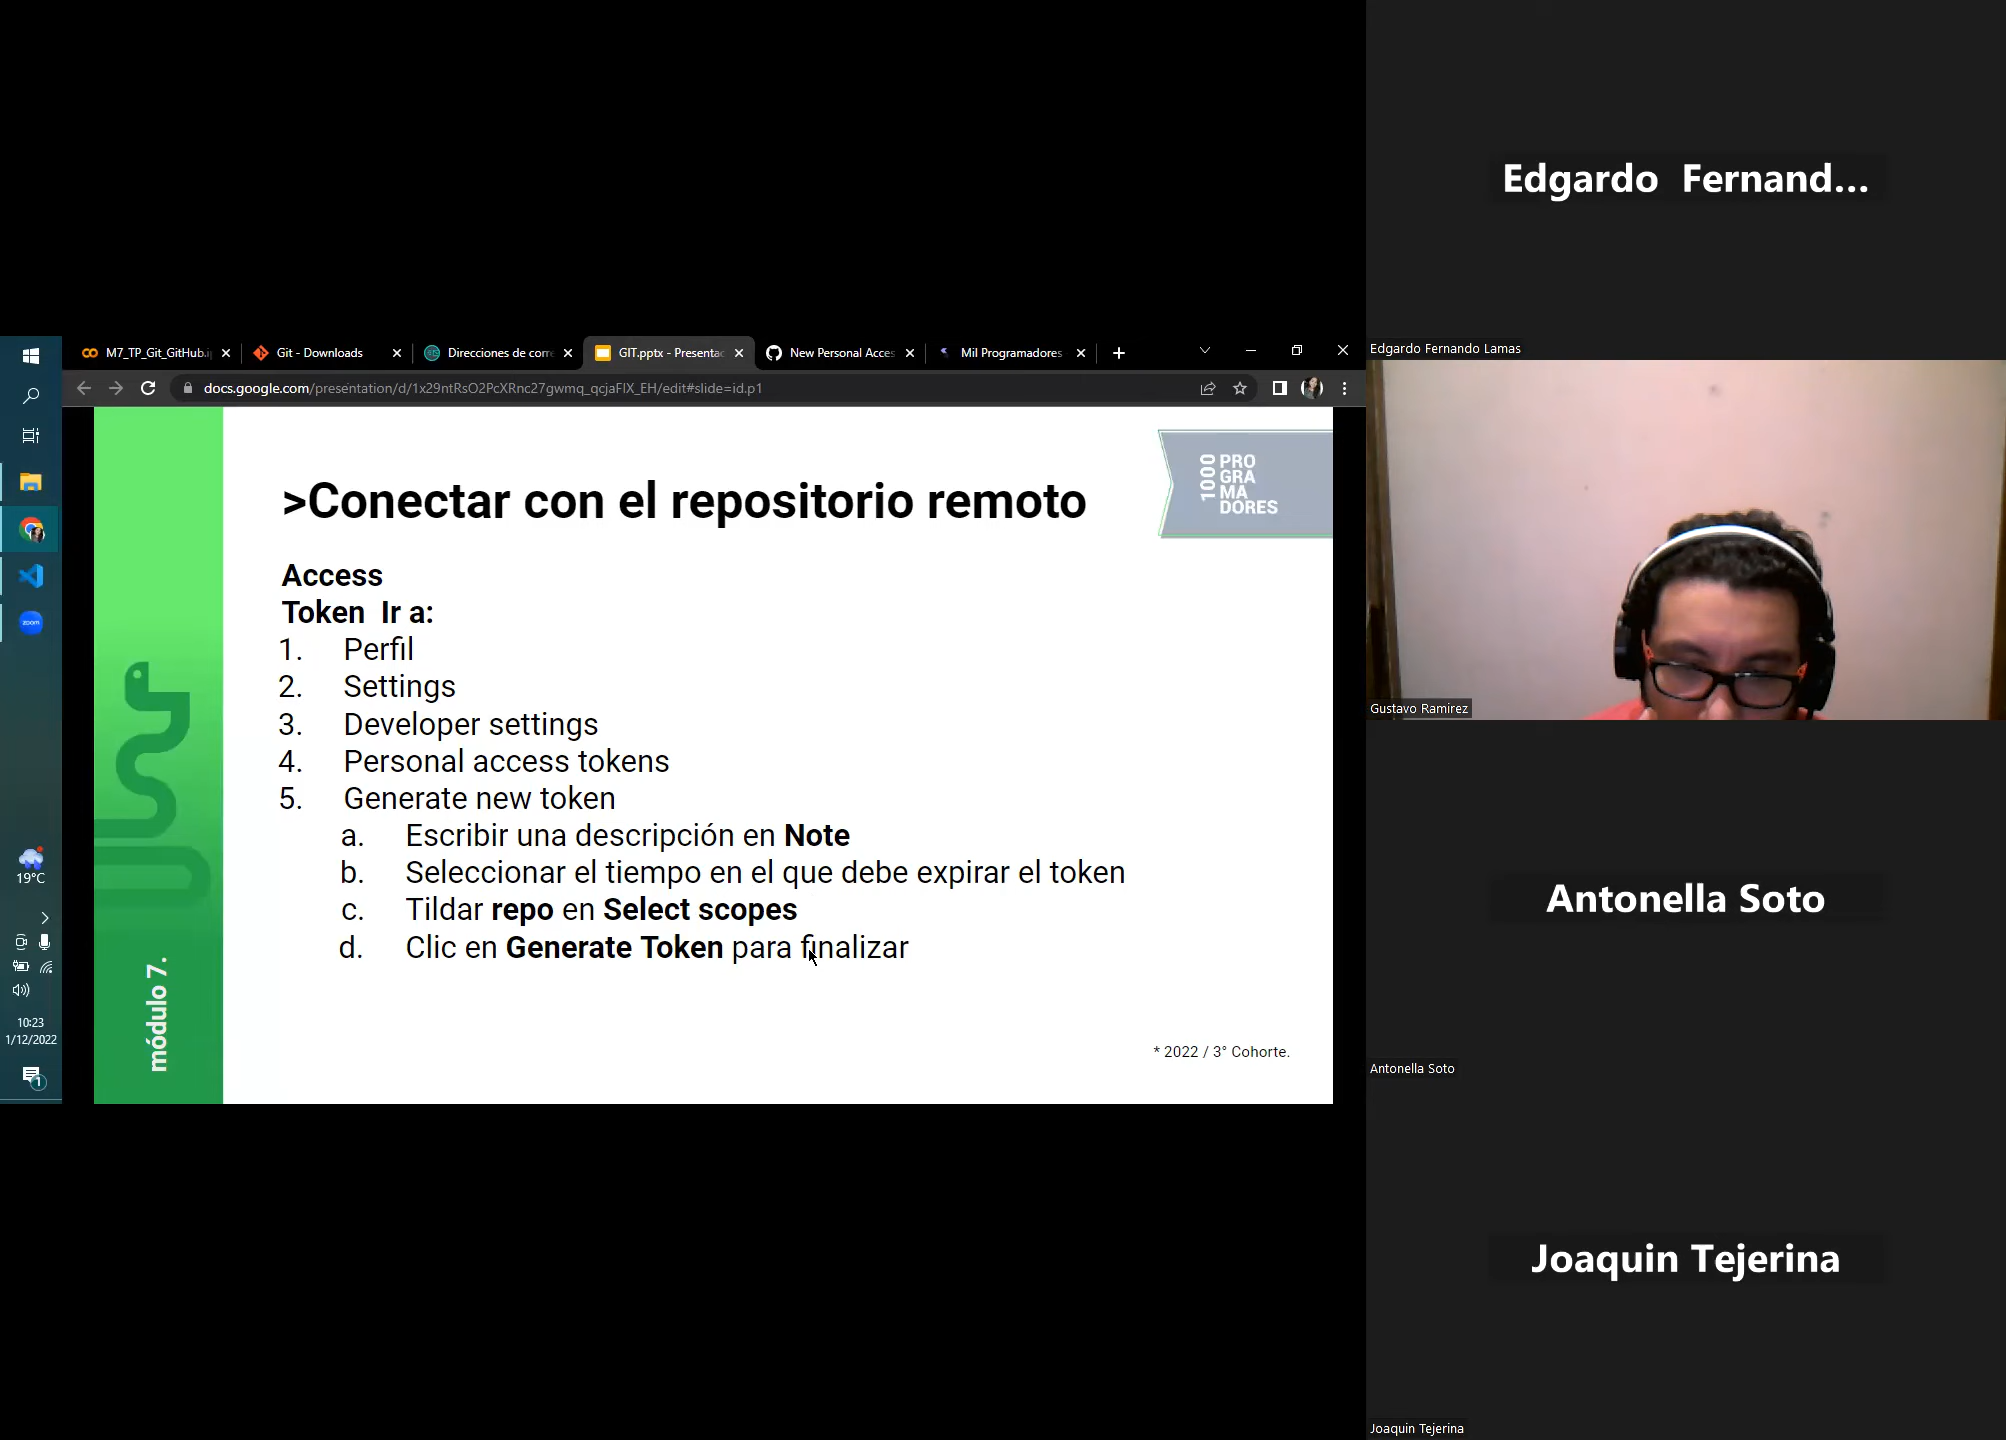 M7_TP_Git_GitHub.i
Git - Downloads
Direcciones de corre
GIT.pptx - Presentac
New Personal Acces
Mil Programadores
docs.google.com/presentation/d/1x29ntRsO2PcXRnc27gwmq_qcjaFlX_EH/edit#slide=id.p1
>Conectar con el repositorio remoto
1000
PRO
GRA
MA
DORES
Access
Token Ir a:
1. Perfil
2. Settings
3. Developer settings
4. Personal access tokens
5. Generate new token
a. Escribir una descripción en Note
b. Seleccionar el tiempo en el que debe expirar el token
c. Tildar repo en Select scopes
d. Clic en Generate Token para finalizar
módulo 7.
* 2022 / 3° Cohorte.
zoom
19°C
10:23
1/12/2022
1
Edgardo Fernand...
Edgardo Fernando Lamas
Gustavo Ramirez
Antonella Soto
Antonella Soto
Joaquin Tejerina
Joaquin Tejerina